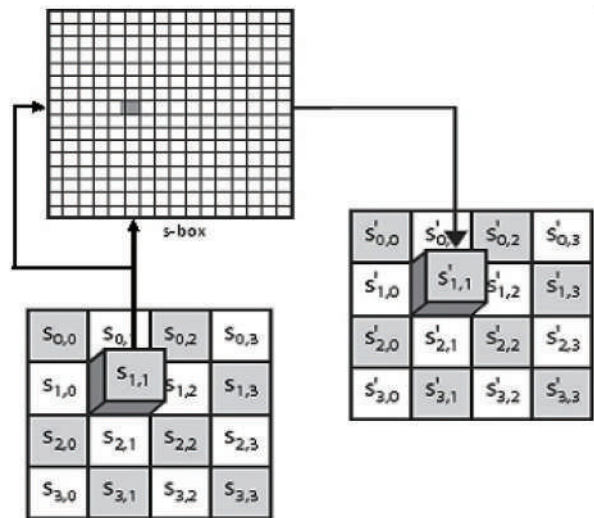 s-box
S'0,0 S'0, S'0,2 S'0,3
S'1,0 S'1,1 S'1,2 S'1,3
S'2,0 S'2,1 S'2,2 S'2,3
S'3,0 S'3,1 S'3,2 S'3,3
S0,0 S0,1 S0,2 S0,3
S1,0 S1,1 S1,2 S1,3
S2,0 S2,1 S2,2 S2,3
S3,0 S3,1 S3,2 S3,3